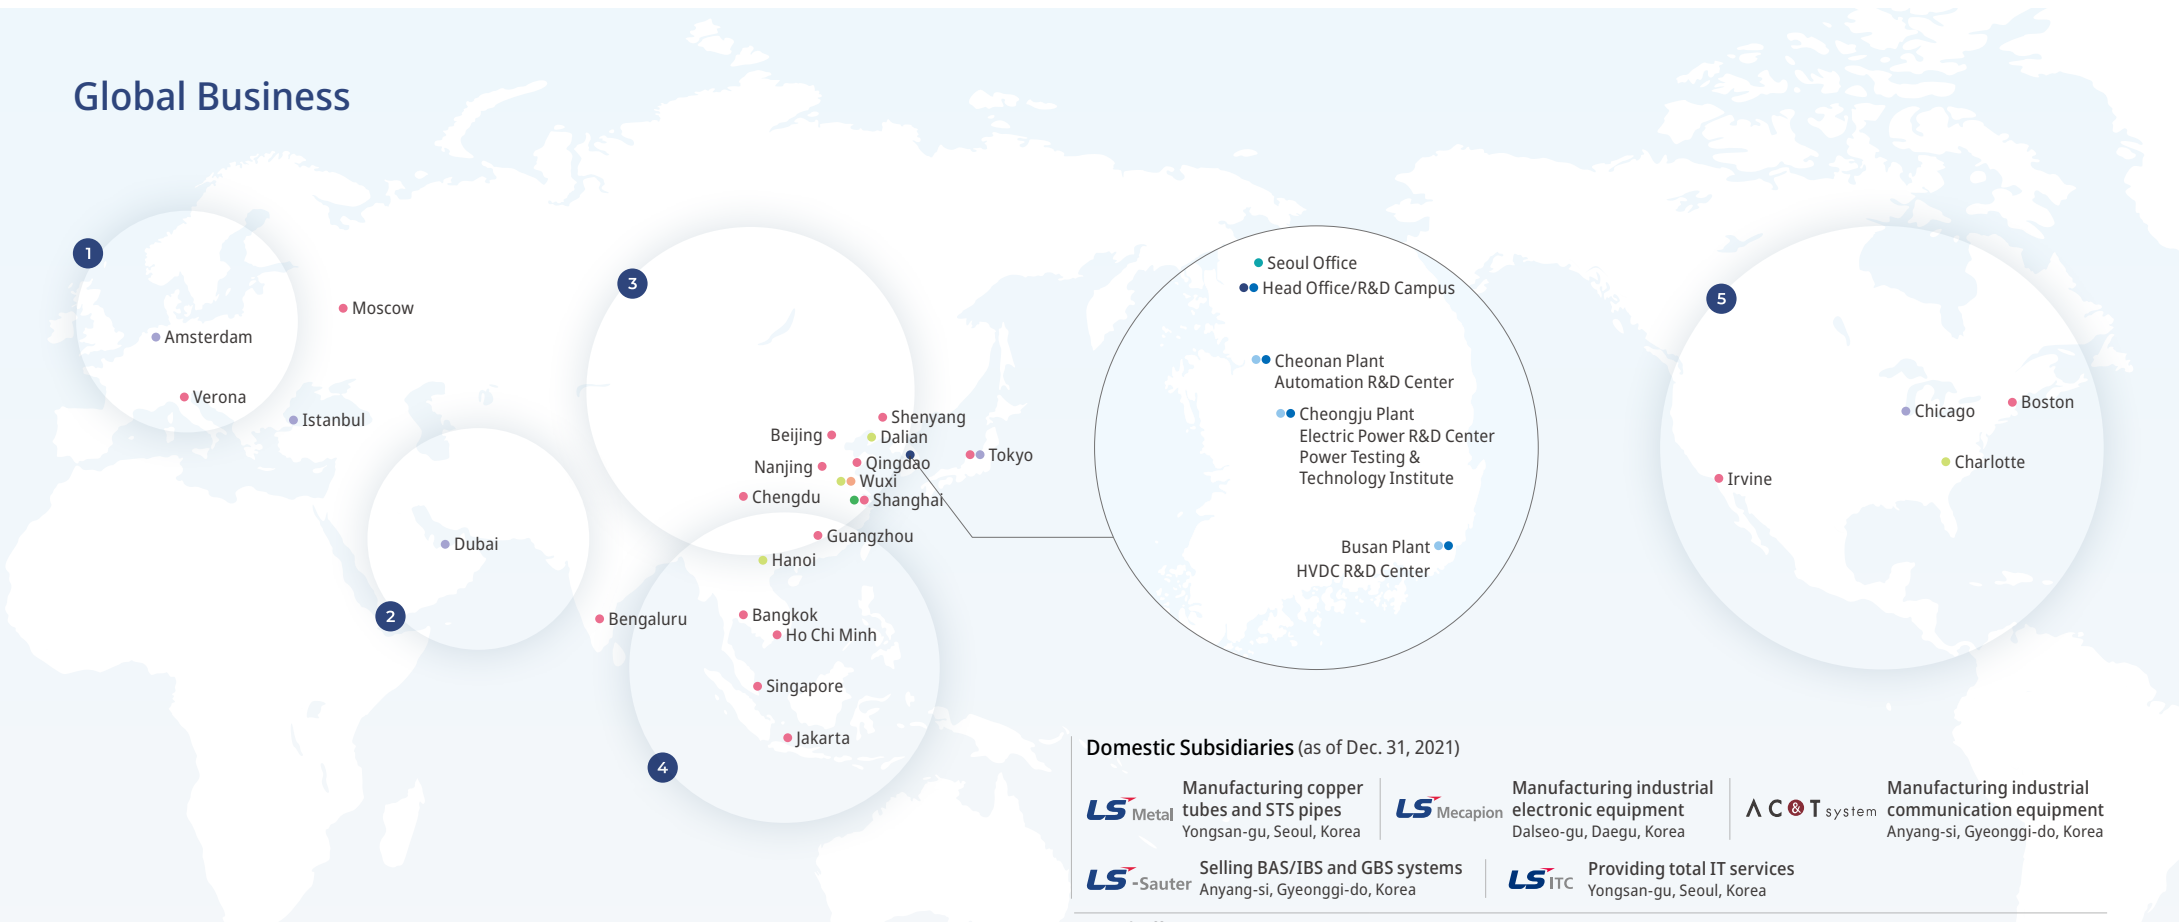 Global Business
1
Moscow
Amsterdam
Verona
Istanbul
2
Dubai
3
Shenyang
Beijing
Dalian
Nanjing
Qingdao
Tokyo
Wuxi
Chengdu
Shanghai
Guangzhou
Hanoi
Bengaluru
Bangkok
Ho Chi Minh
Singapore
Jakarta
4
Seoul Office
Head Office/R&D Campus
Cheonan Plant
Automation R&D Center
Cheongju Plant
Electric Power R&D Center
Power Testing &
Technology Institute
Busan Plant
HVDC R&D Center
5
Chicago
Boston
Charlotte
Irvine
Domestic Subsidiaries (as of Dec. 31, 2021)
LS Metal
Manufacturing copper
tubes and STS pipes
Yongsan-gu, Seoul, Korea
LS Mecapion
Manufacturing industrial
electronic equipment
Dalseo-gu, Daegu, Korea
AC&T system
Manufacturing industrial
communication equipment
Anyang-si, Gyeonggi-do, Korea
LS-Sauter
Selling BAS/IBS and GBS systems
Anyang-si, Gyeonggi-do, Korea
LS ITC
Providing total IT services
Yongsan-gu, Seoul, Korea